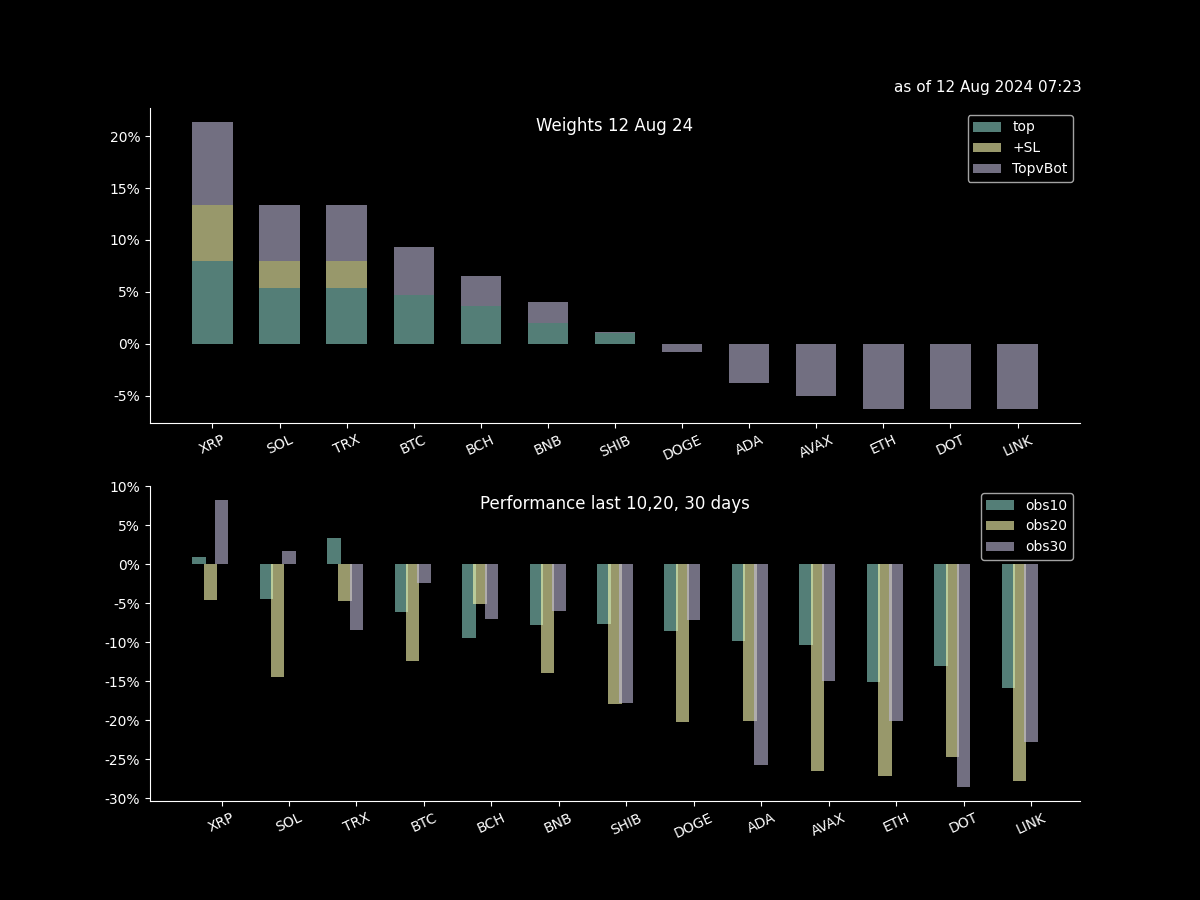 as of 12 Aug 2024 07:23
Weights 12 Aug 24
top
+SL
TopvBot
20%
15%
10%
5%
0%
-5%
XRP SOL TRX BTC BCH BNB SHIB DOGE ADA AVAX ETH DOT LINK
Performance last 10,20, 30 days
obs10
obs20
obs30
10%
5%
0%
-5%
-10%
-15%
-20%
-25%
-30%
XRP SOL TRX BTC BCH BNB SHIB DOGE ADA AVAX ETH DOT LINK